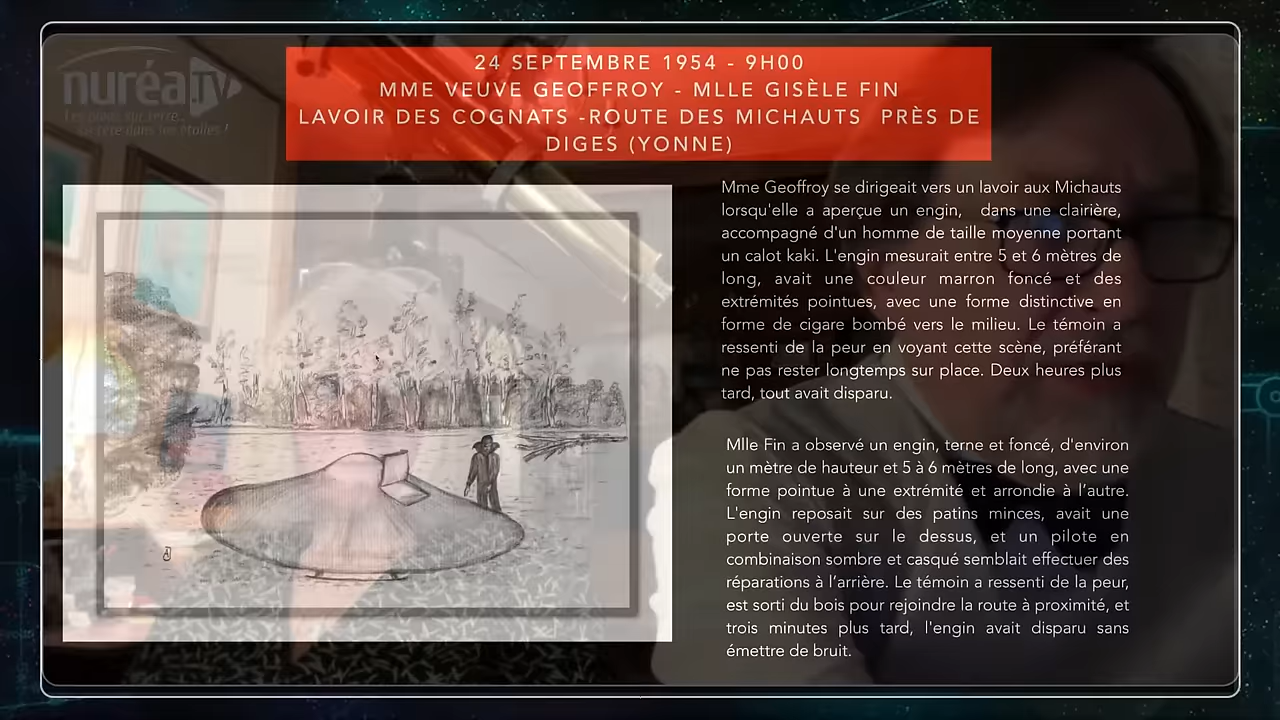 nuréa TV
Les pieds sur terre...
24 SEPTEMBRE 1954 - 9H00
MME VEUVE GEOFFROY - MLLE GISÈLE FIN
LAVOIR DES COGNATS -ROUTE DES MICHAUTS PRÈS DE
DIGES (YONNE)
Mme Geoffroy se dirigeait vers un lavoir aux Michauts
lorsqu'elle a aperçue un engin, dans une clairière,
accompagné d'un homme de taille moyenne portant
un calot kaki. L'engin mesurait entre 5 et 6 mètres de
long, avait une couleur marron foncé et des
extrémités pointues, avec une forme distinctive en
forme de cigare bombé vers le milieu. Le témoin a
ressenti de la peur en voyant cette scène, préférant
ne pas rester longtemps sur place. Deux heures plus
tard, tout avait disparu.
Mlle Fin a observé un engin, terne et foncé, d'environ
un mètre de hauteur et 5 à 6 mètres de long, avec une
forme pointue à une extrémité et arrondie à l'autre.
L'engin reposait sur des patins minces, avait une
porte ouverte sur le dessus, et un pilote en
combinaison sombre et casqué semblait effectuer des
réparations à l'arrière. Le témoin a ressenti de la peur,
est sorti du bois pour rejoindre la route à proximité, et
trois minutes plus tard, l'engin avait disparu sans
émettre de bruit.